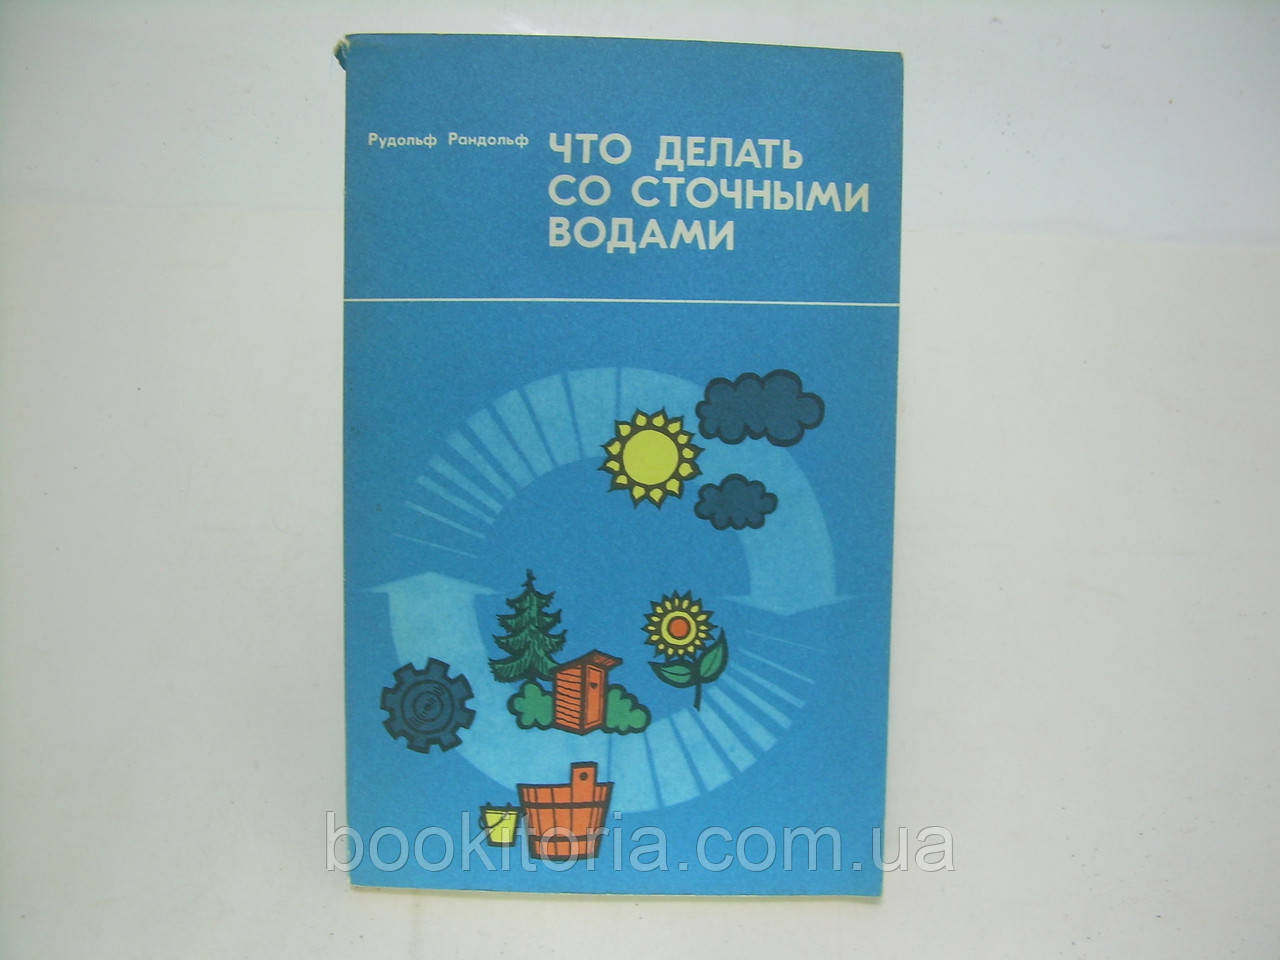 Рудольф Рандольф
ЧТО ДЕЛАТЬ
СО СТОЧНЫМИ
ВОДАМИ
bookitoria.com.ua